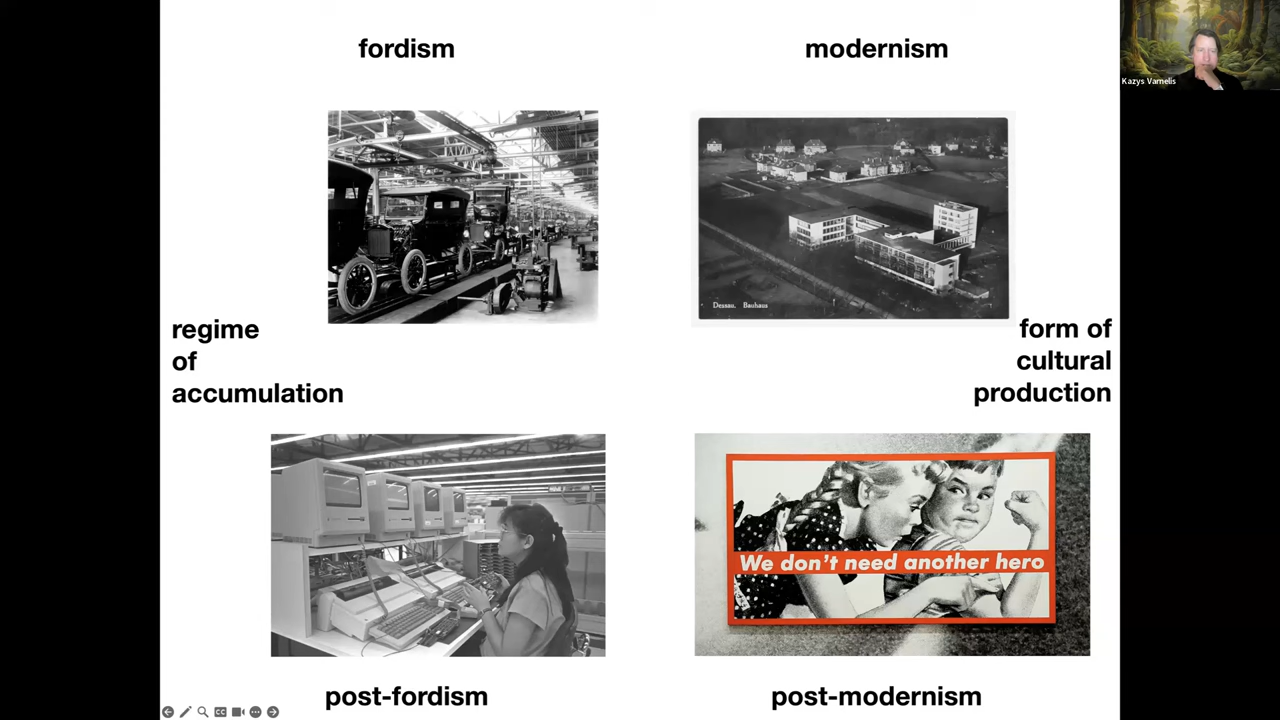 fordism
modernism
Kazys Varnelis
Dessau. Bauhaus
regime
of
accumulation
form of
cultural
production
We don't need another hero
post-fordism
post-modernism
CC